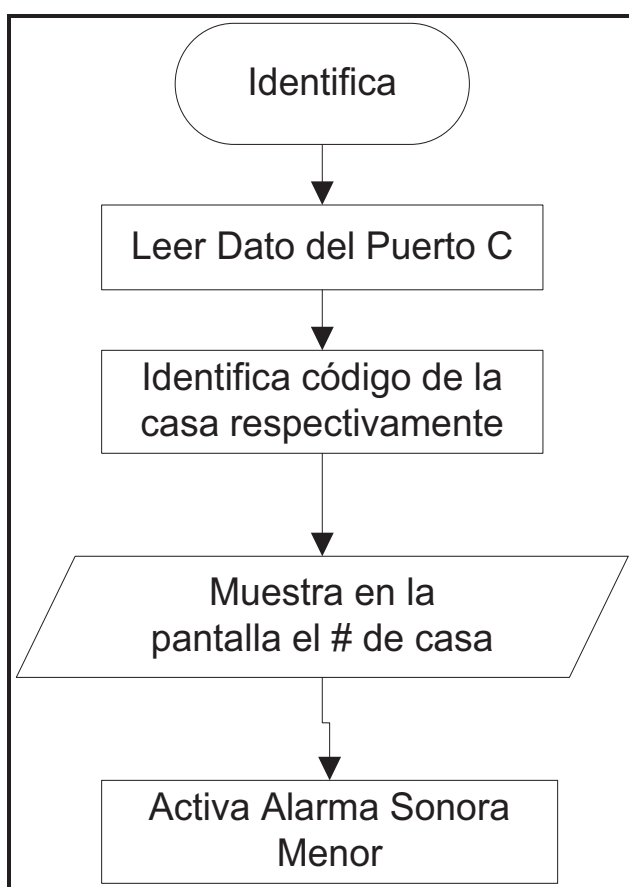 Identifica
Leer Dato del Puerto C
Identifica código de la
casa respectivamente
Muestra en la
pantalla el # de casa
Activa Alarma Sonora
Menor